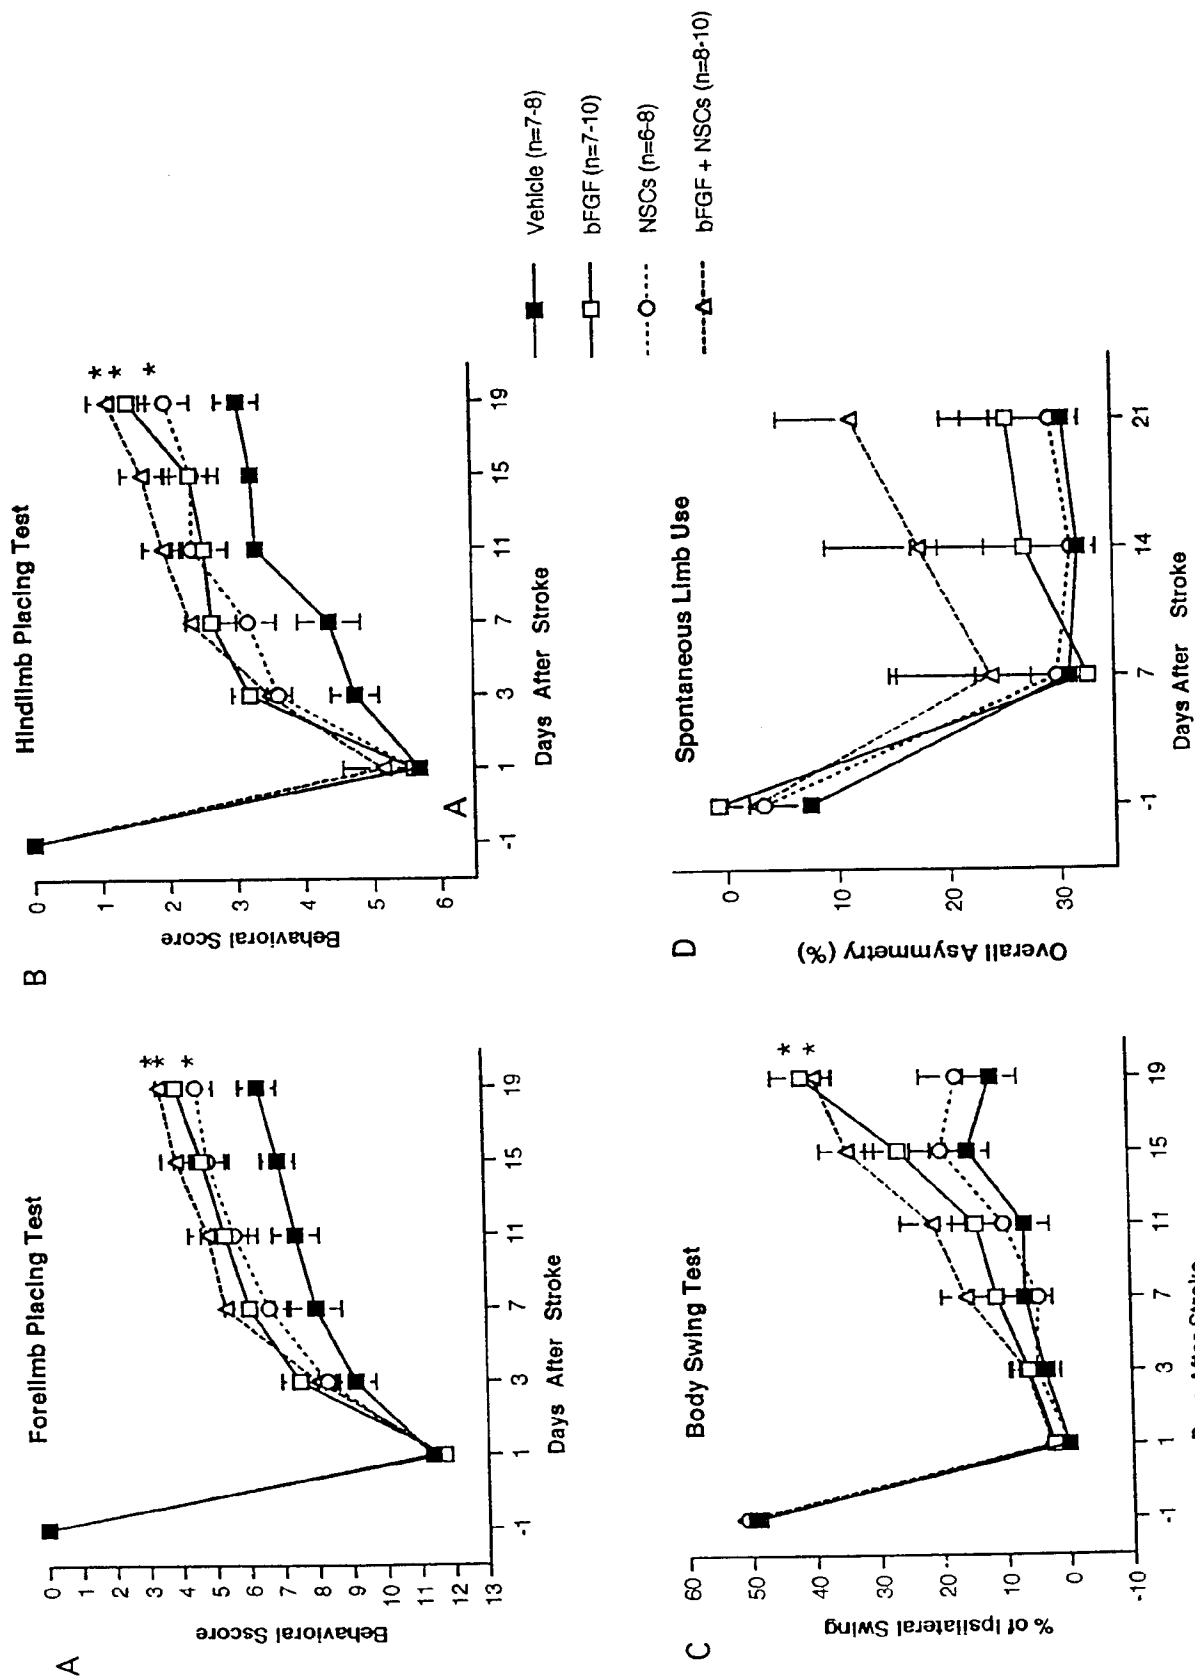 A
Forelimb Placing Test
Behavioral Sscore
0
1
2
3
4
5
6
7
8
9
10
11
12
13
-1
1
3
7
11
15
19
Days After Stroke
* * *
B
Hindlimb Placing Test
Behavioral Score
0
1
2
3
4
5
6
A
-1
1
3
7
11
15
19
Days After Stroke
* * *
C
Body Swing Test
% of Ipsilateral Swing
60
50
40
30
20
10
0
-10
-1
1
3
7
11
15
19
Days After Stroke
* *
D
Spontaneous Limb Use
Overall Asymmetry (%)
0
10
20
30
-1
7
14
21
Days After Stroke
Vehicle (n=7-8)
bFGF (n=7-10)
NSCs (n=6-8)
bFGF + NSCs (n=8-10)